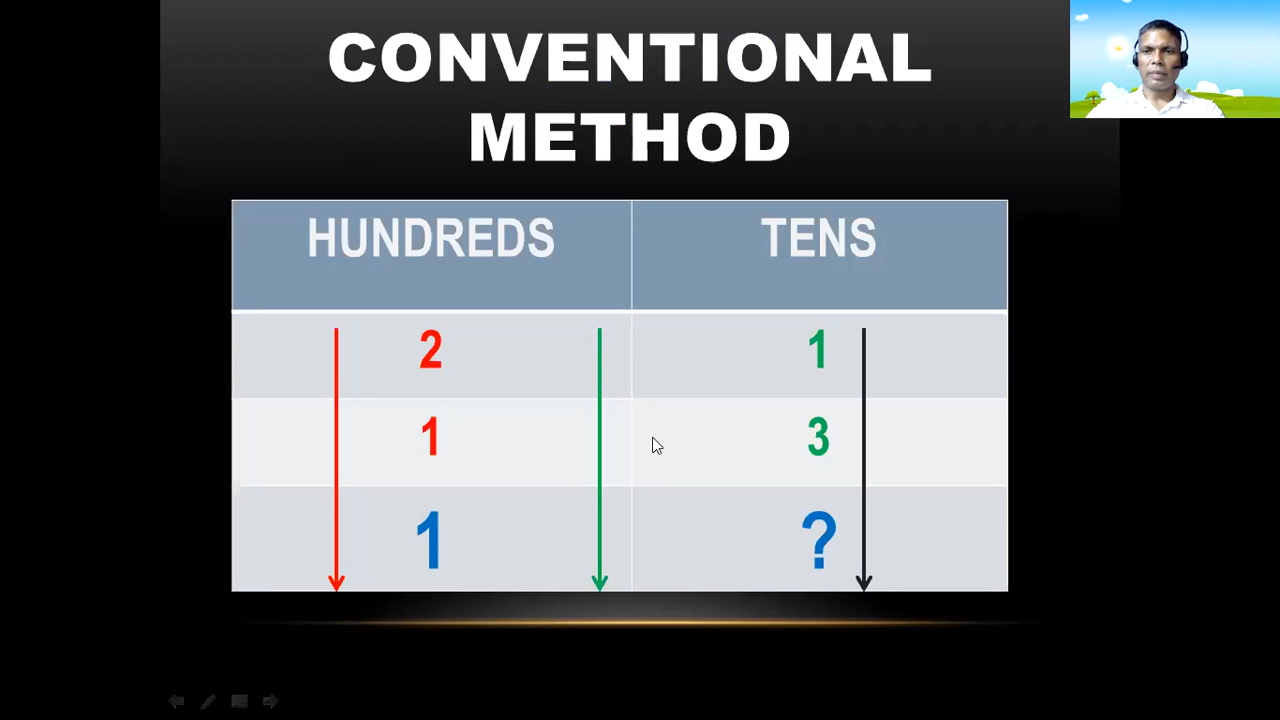 CONVENTIONAL
METHOD
HUNDREDS TENS
2 1
1 3
1 ?